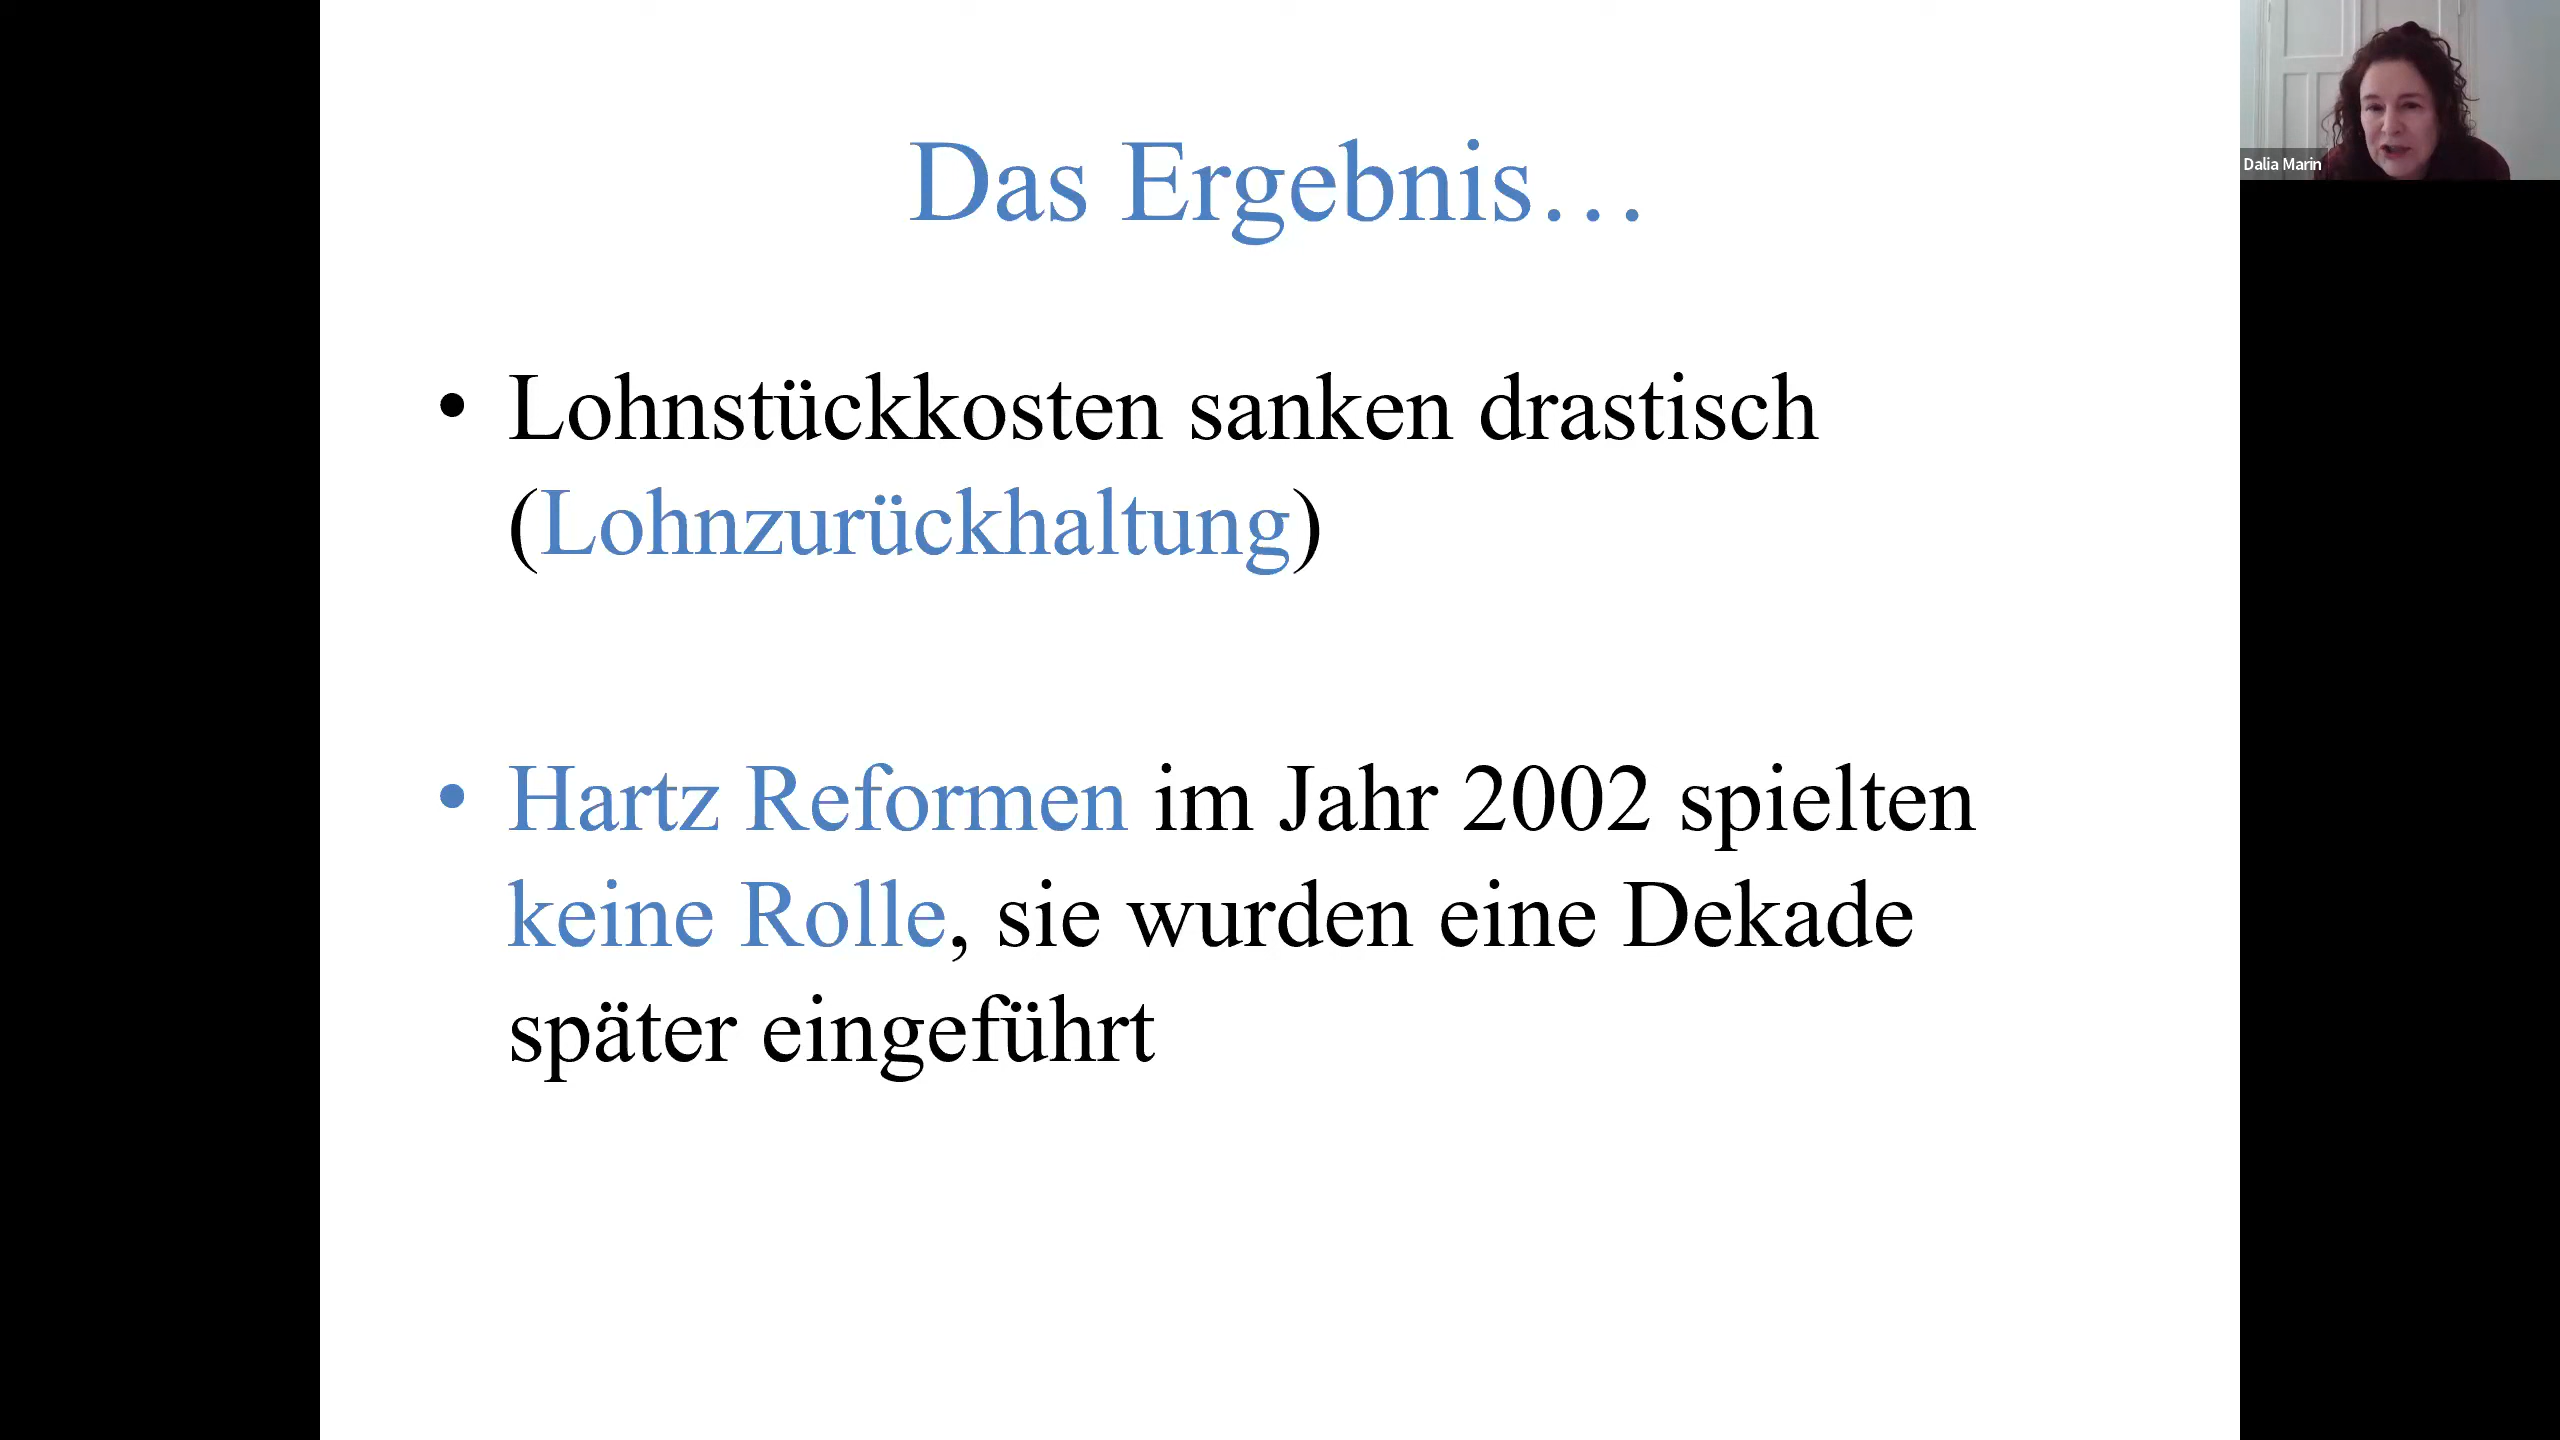 Das Ergebnis…
Dalia Marin
• Lohnstückkosten sanken drastisch
(Lohnzurückhaltung)
• Hartz Reformen im Jahr 2002 spielten
keine Rolle, sie wurden eine Dekade
später eingeführt